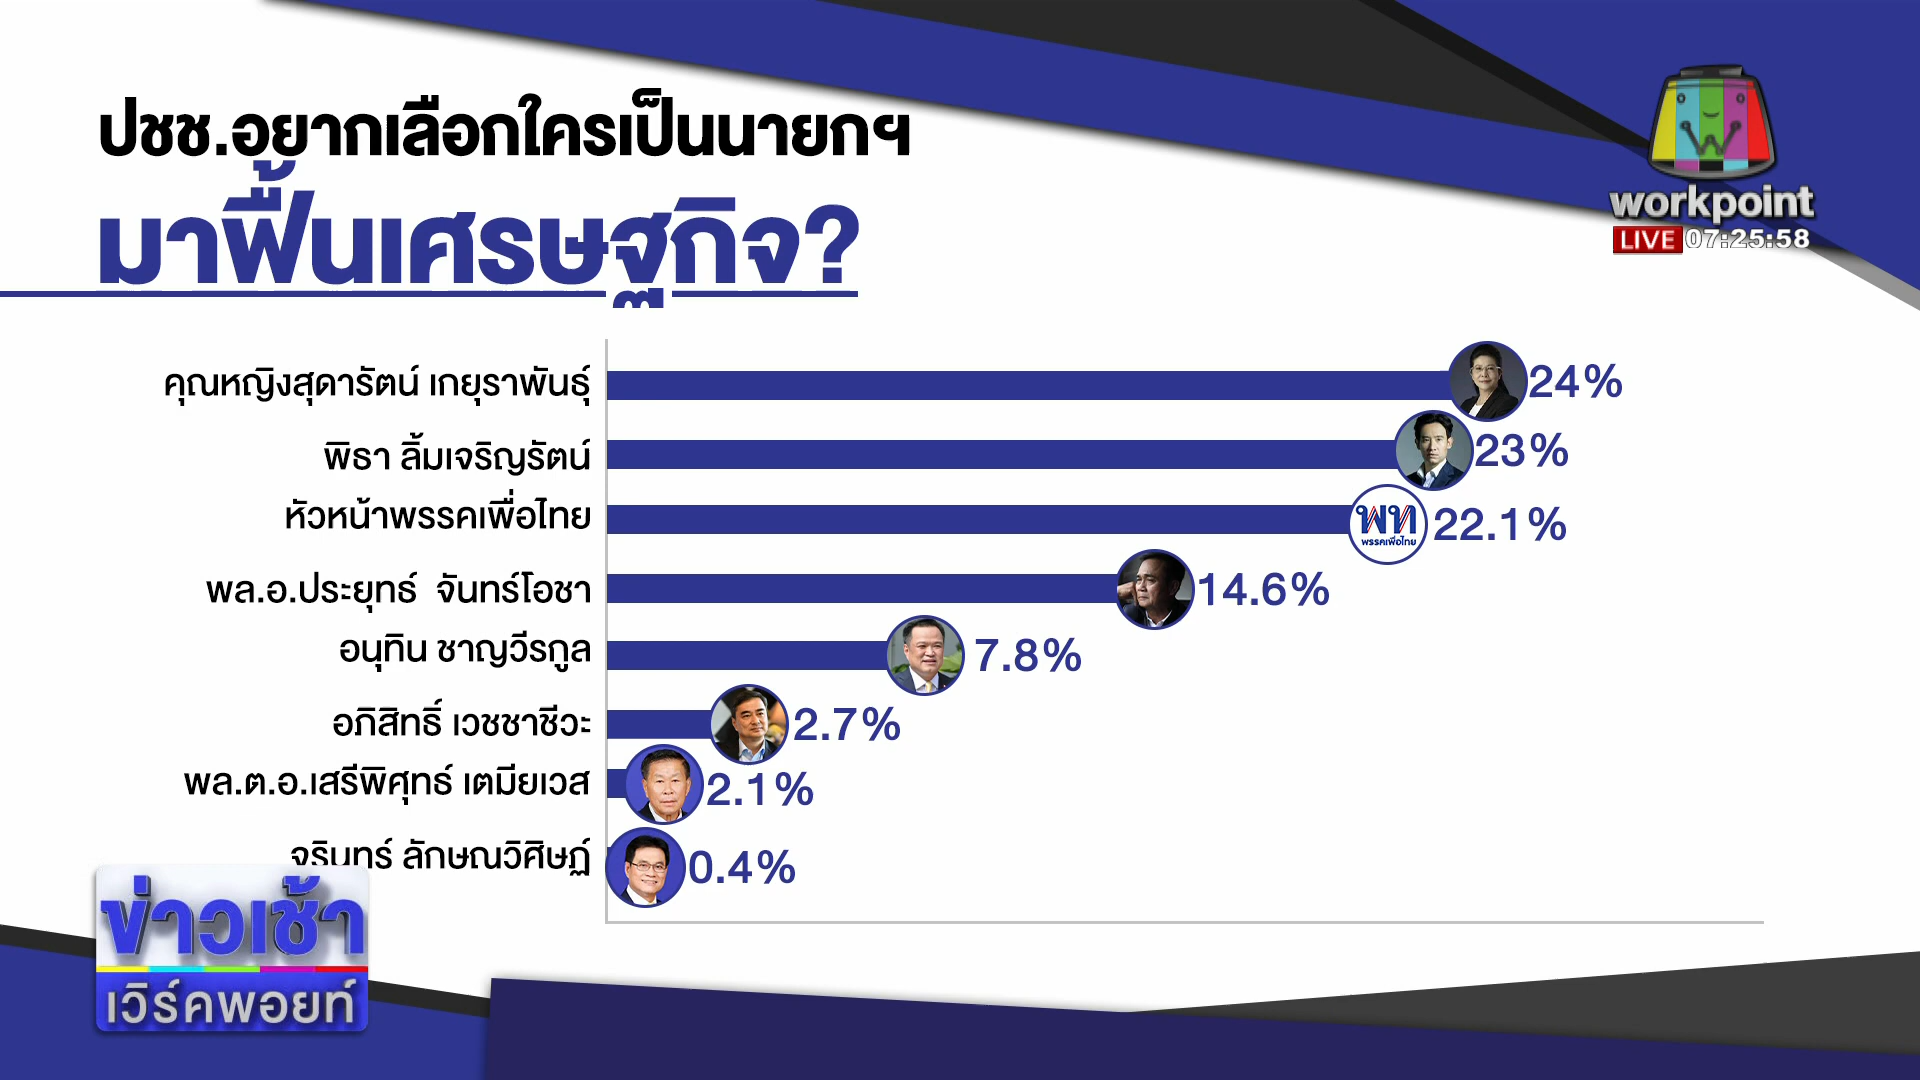 ปชช.อยากเลือกใครเป็นนายกฯ
มาฟื้นเศรษฐกิจ?
workpoint
LIVE 07:25:58
คุณหญิงสุดารัตน์ เกยุราพันธุ์ 24%
พิธา ลิ้มเจริญรัตน์ 23%
หัวหน้าพรรคเพื่อไทย พท พรรคเพื่อไทย 22.1%
พล.อ.ประยุทธ์ จันทร์โอชา 14.6%
อนุทิน ชาญวีรกูล 7.8%
อภิสิทธิ์ เวชชาชีวะ 2.7%
พล.ต.อ.เสรีพิศุทธ์ เตมียเวส 2.1%
จุรินทร์ ลักษณวิศิษฏ์ 0.4%
ข่าวเช้า
เวิร์คพอยท์